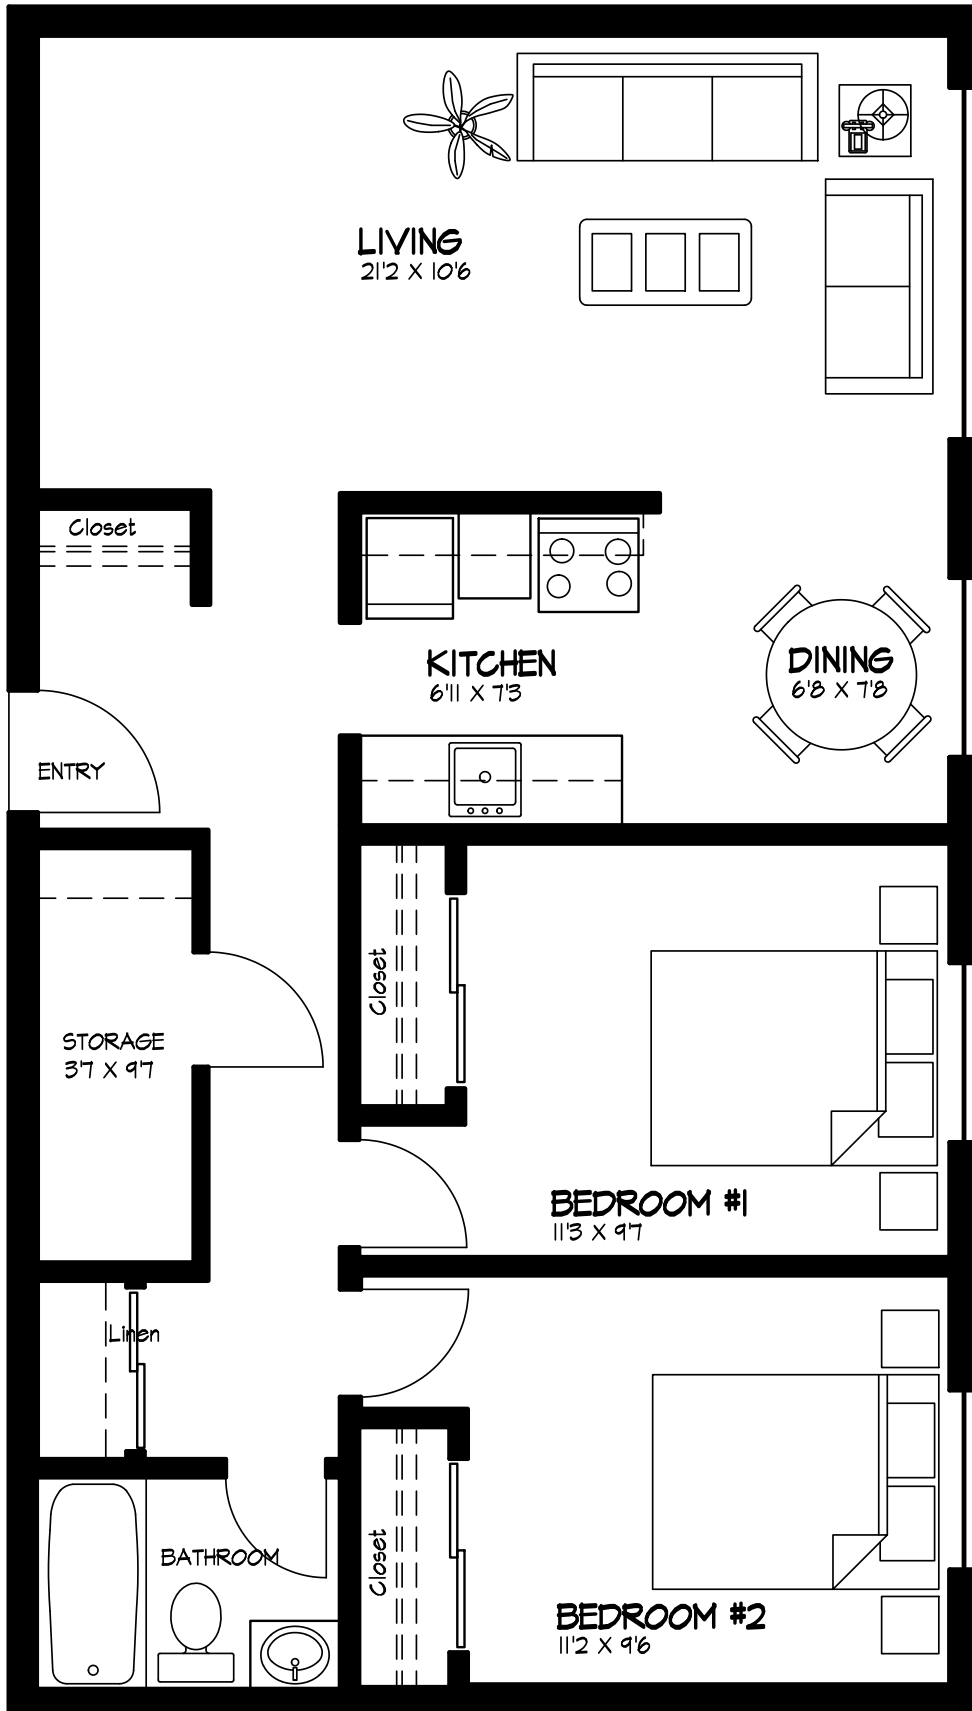 LIVING
21'2 X 10'6
Closet
KITCHEN
6'11 X 7'3
DINING
6'8 X 7'8
ENTRY
Closet
STORAGE
3'7 X 9'7
BEDROOM #1
11'3 X 9'7
Linen
BATHROOM
Closet
BEDROOM #2
11'2 X 9'6